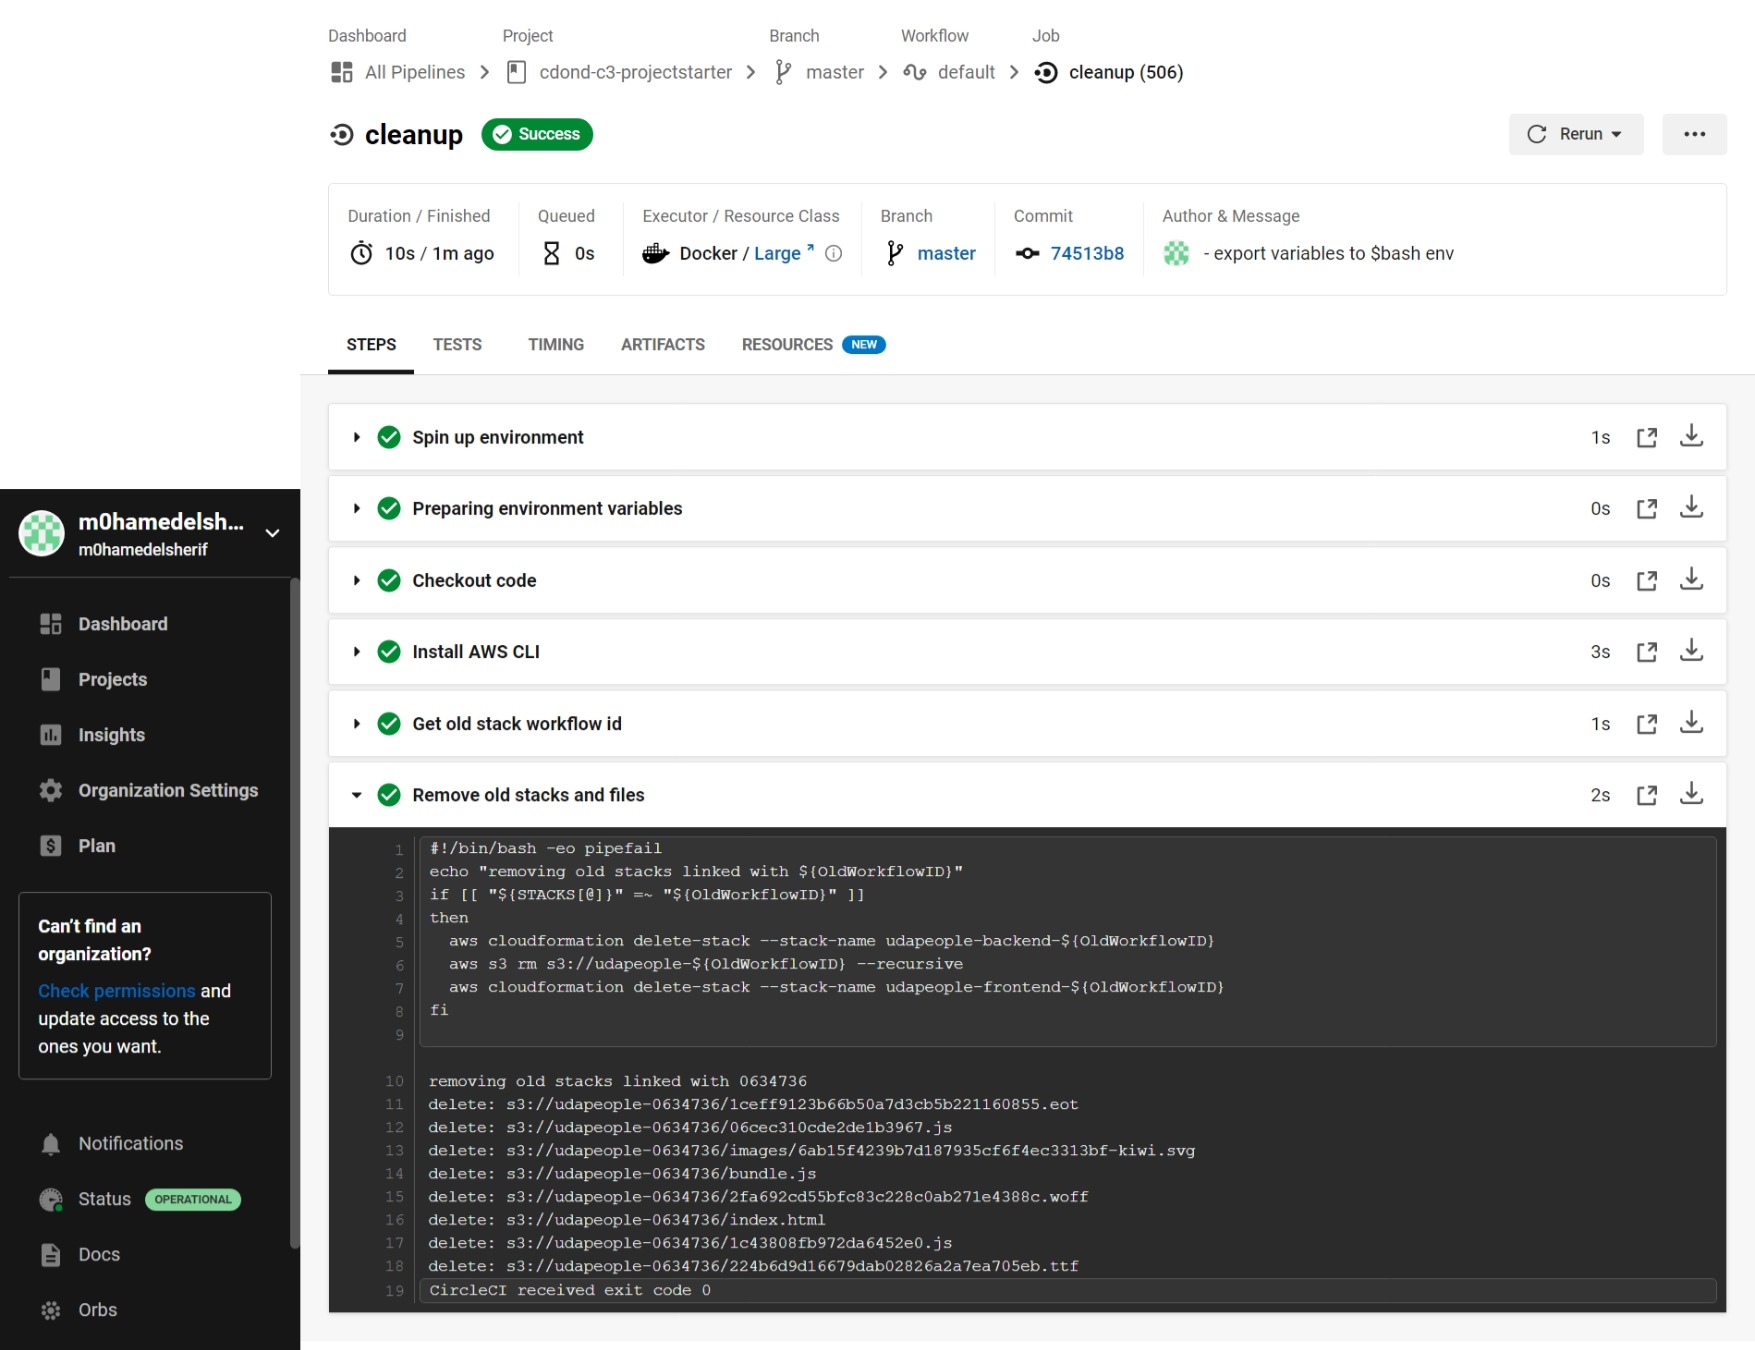 Dashboard Project Branch Workflow Job
All Pipelines cdond-c3-projectstarter master default cleanup (506)
cleanup Success
Rerun
Duration / Finished Queued Executor / Resource Class Branch Commit Author & Message
10s / 1m ago 0s Docker / Large master 74513b8 - export variables to $bash env
STEPS TESTS TIMING ARTIFACTS RESOURCES NEW
Spin up environment 1s
Preparing environment variables 0s
Checkout code 0s
Install AWS CLI 3s
Get old stack workflow id 1s
Remove old stacks and files 2s
1 #!/bin/bash -eo pipefail
2 echo "removing old stacks linked with ${OldWorkflowID}"
3 if [[ "${STACKS[@]}" =~ "${OldWorkflowID}" ]]
4 then
5 aws cloudformation delete-stack --stack-name udapeople-backend-${OldWorkflowID}
6 aws s3 rm s3://udapeople-${OldWorkflowID} --recursive
7 aws cloudformation delete-stack --stack-name udapeople-frontend-${OldWorkflowID}
8 fi
9
10 removing old stacks linked with 0634736
11 delete: s3://udapeople-0634736/1ceff9123b66b50a7d3cb5b221160855.eot
12 delete: s3://udapeople-0634736/06cec310cde2de1b3967.js
13 delete: s3://udapeople-0634736/images/6ab15f4239b7d187935cf6f4ec3313bf-kiwi.svg
14 delete: s3://udapeople-0634736/bundle.js
15 delete: s3://udapeople-0634736/2fa692cd55bfc83c228c0ab271e4388c.woff
16 delete: s3://udapeople-0634736/index.html
17 delete: s3://udapeople-0634736/1c43808fb972da6452e0.js
18 delete: s3://udapeople-0634736/224b6d9d16679dab02826a2a7ea705eb.ttf
19 CircleCI received exit code 0
m0hamedelsh...
m0hamedelsherif
Dashboard
Projects
Insights
Organization Settings
Plan
Can't find an
organization?
Check permissions and
update access to the
ones you want.
Notifications
Status OPERATIONAL
Docs
Orbs